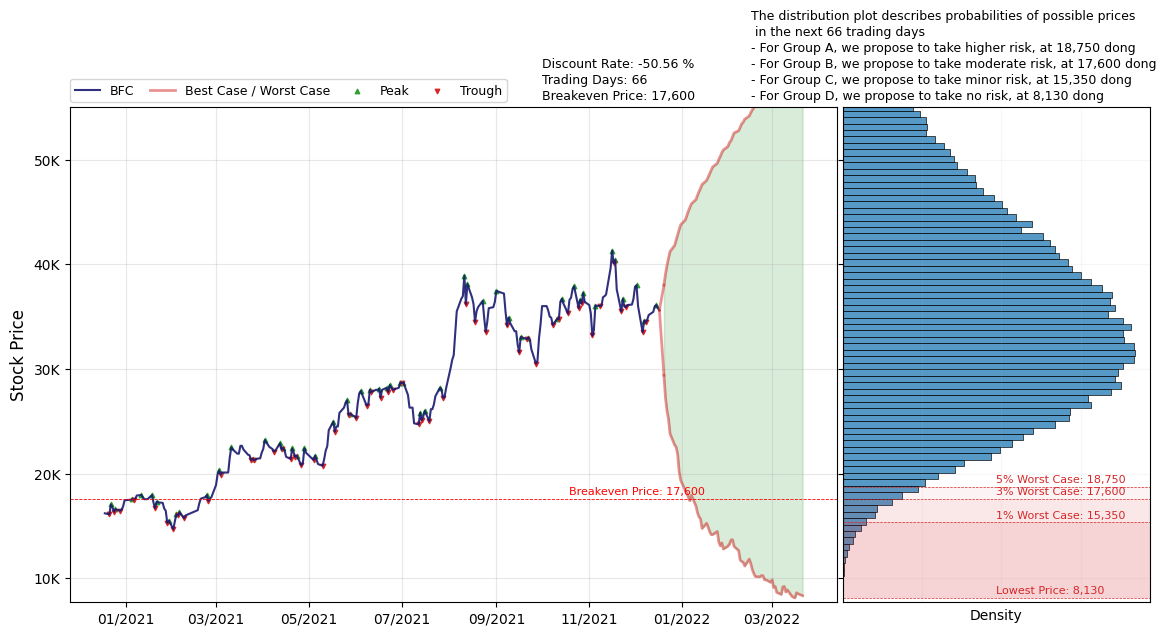 The distribution plot describes probabilities of possible prices
in the next 66 trading days
- For Group A, we propose to take higher risk, at 18,750 dong
- For Group B, we propose to take moderate risk, at 17,600 dong
- For Group C, we propose to take minor risk, at 15,350 dong
- For Group D, we propose to take no risk, at 8,130 dong
Discount Rate: -50.56 %
Trading Days: 66
Breakeven Price: 17,600
BFC
Best Case / Worst Case
Peak
Trough
Stock Price
50K
40K
30K
20K
10K
Breakeven Price: 17,600
5% Worst Case: 18,750
3% Worst Case: 17,600
1% Worst Case: 15,350
Lowest Price: 8,130
01/2021
03/2021
05/2021
07/2021
09/2021
11/2021
01/2022
03/2022
Density